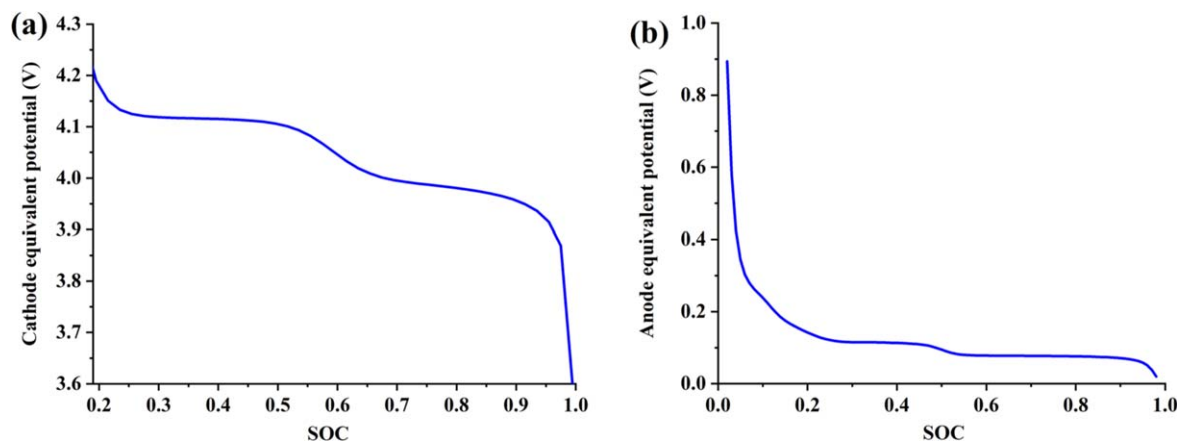 (a)
Cathode equivalent potential (V)
4.3
4.2
4.1
4.0
3.9
3.8
3.7
3.6
0.2 0.3 0.4 0.5 0.6 0.7 0.8 0.9 1.0
SOC
(b)
Anode equivalent potential (V)
1.0
0.8
0.6
0.4
0.2
0.0
0.0 0.2 0.4 0.6 0.8 1.0
SOC